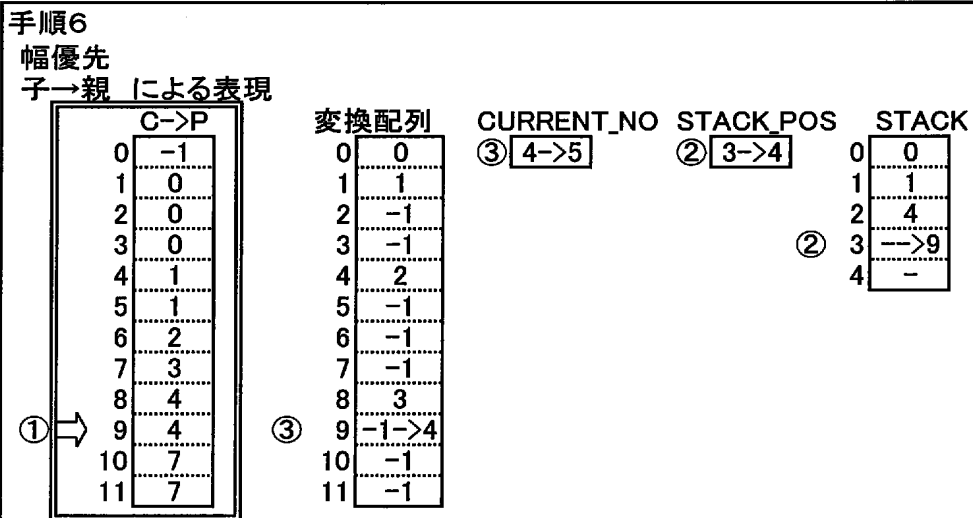 手順6
幅優先
子→親 による表現
C->P 変換配列 CURRENT_NO STACK_POS STACK
0 -1 0 0 ③ 4->5 ② 3->4 0 0
1 0 1 1 1 1
2 0 2 -1 2 4
3 0 3 -1 ② 3 -->9
4 1 4 2 4 -
5 1 5 -1
6 2 6 -1
7 3 7 -1
8 4 8 3
① ⇨ 9 4 ③ 9 -1->4
10 7 10 -1
11 7 11 -1